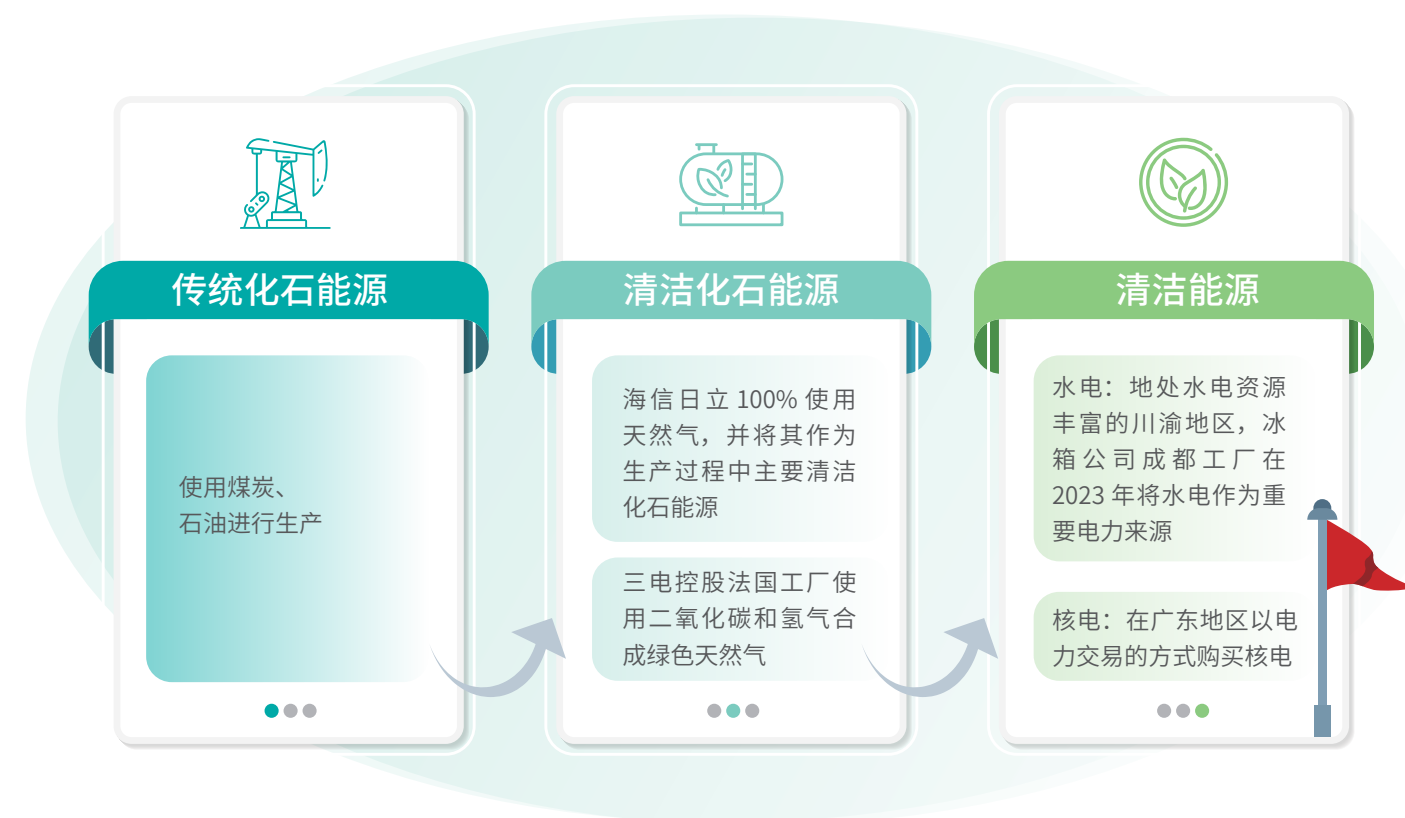 传统化石能源
使用煤炭、
石油进行生产
清洁化石能源
海信日立 100% 使用
天然气，并将其作为
生产过程中主要清洁
化石能源
三电控股法国工厂使
用二氧化碳和氢气合
成绿色天然气
清洁能源
水电：地处水电资源
丰富的川渝地区，冰
箱公司成都工厂在
2023 年将水电作为重
要电力来源
核电：在广东地区以电
力交易的方式购买核电